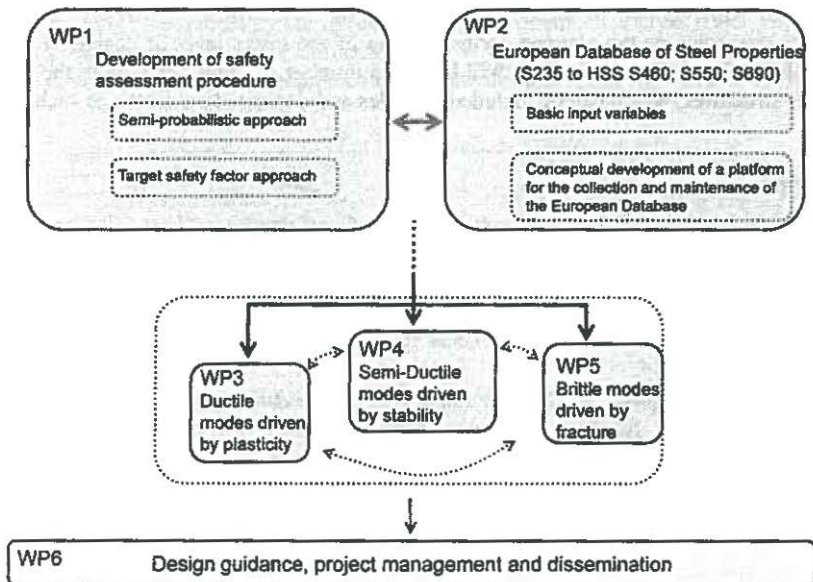 WP1
Development of safety
assessment procedure
Semi-probabilistic approach
Target safety factor approach
WP2
European Database of Steel Properties
(S235 to HSS S460; S550; S690)
Basic input variables
Conceptual development of a platform
for the collection and maintenance of
the European Database
WP3
Ductile
modes driven
by plasticity
WP4
Semi-Ductile
modes driven
by stability
WP5
Brittle modes
driven by
fracture
WP6
Design guidance, project management and dissemination